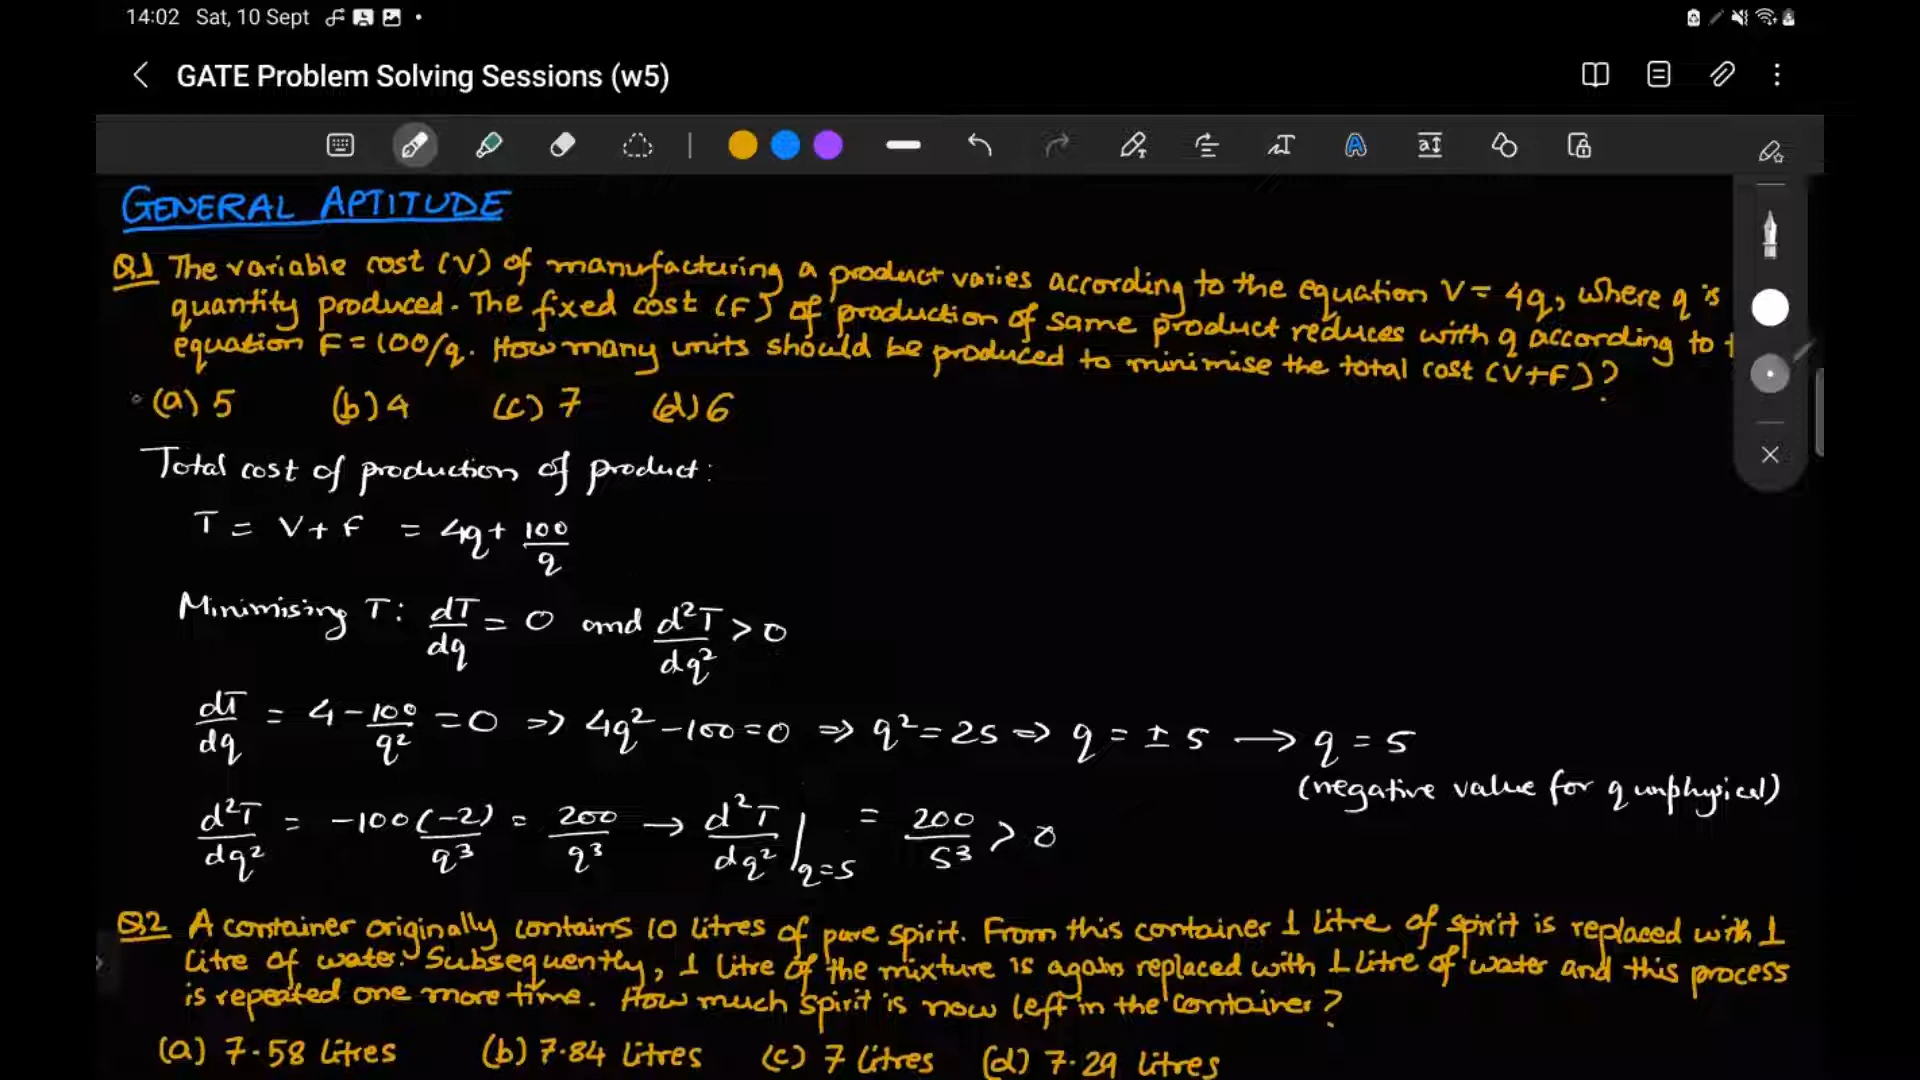 14:02 Sat, 10 Sept
GATE Problem Solving Sessions (w5)
GENERAL APTITUDE
Q1 The variable cost (V) of manufacturing a product varies according to the equation V = 4q, where q is
quantity produced. The fixed cost (F) of production of same product reduces with q according to
equation F = 100/q. How many units should be produced to minimise the total cost (V+F)?
(a) 5 (b) 4 (c) 7 (d) 6
Total cost of production of product:
T = V + F = 4q + 100/q
Minimising T: dT/dq = 0 and d²T/dq² > 0
dT/dq = 4 - 100/q² = 0 => 4q² - 100 = 0 => q² = 25 => q = ± 5 → q = 5
(negative value for q unphysical)
d²T/dq² = -100(-2)/q³ = 200/q³ → d²T/dq²|q=5 = 200/5³ > 0
Q2 A container originally contains 10 litres of pure spirit. From this container 1 litre of spirit is replaced with 1
litre of water. Subsequently, 1 litre of the mixture is again replaced with 1 litre of water and this process
is repeated one more time. How much spirit is now left in the container?
(a) 7.58 litres (b) 7.84 litres (c) 7 litres (d) 7.29 litres